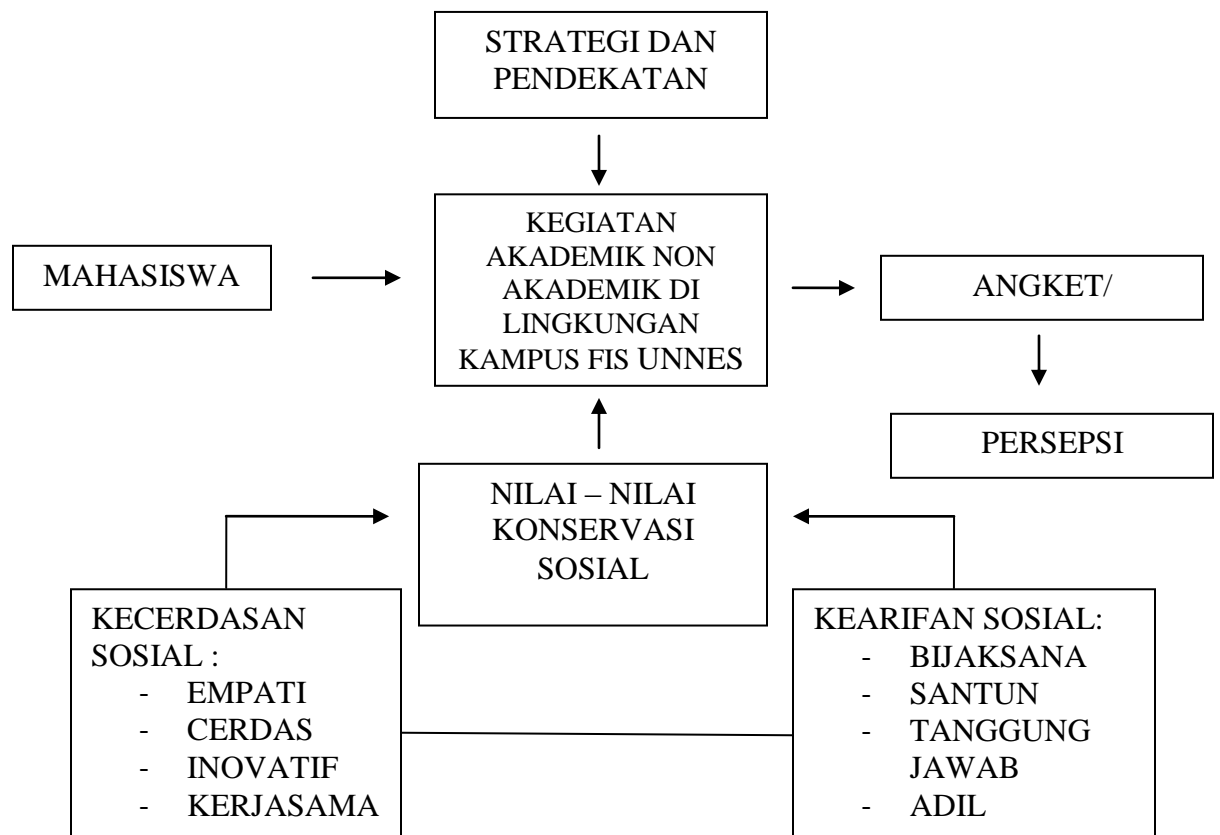 STRATEGI DAN
PENDEKATAN
KEGIATAN
AKADEMIK NON
AKADEMIK DI
LINGKUNGAN
KAMPUS FIS UNNES
MAHASISWA
ANGKET/
PERSEPSI
NILAI – NILAI
KONSERVASI
SOSIAL
KECERDASAN
SOSIAL :
- EMPATI
- CERDAS
- INOVATIF
- KERJASAMA
KEARIFAN SOSIAL:
- BIJAKSANA
- SANTUN
- TANGGUNG
JAWAB
- ADIL